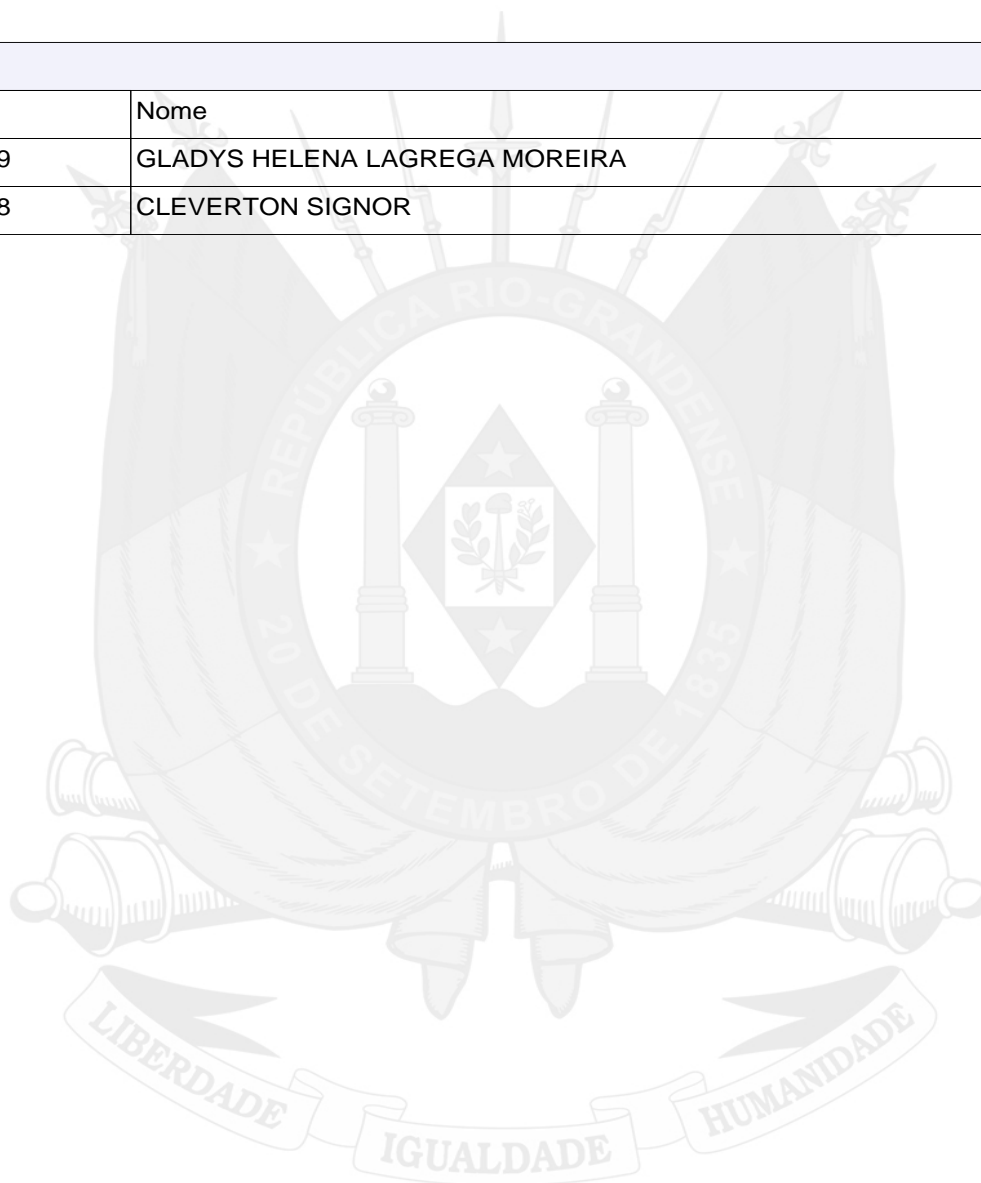 Nome
9 GLADYS HELENA LAGREGA MOREIRA
8 CLEVERTON SIGNOR
REPÚBLICA RIO-GRANDENSE
★ 20 DE SETEMBRO DE 1835 ★
LIBERDADE IGUALDADE HUMANIDADE